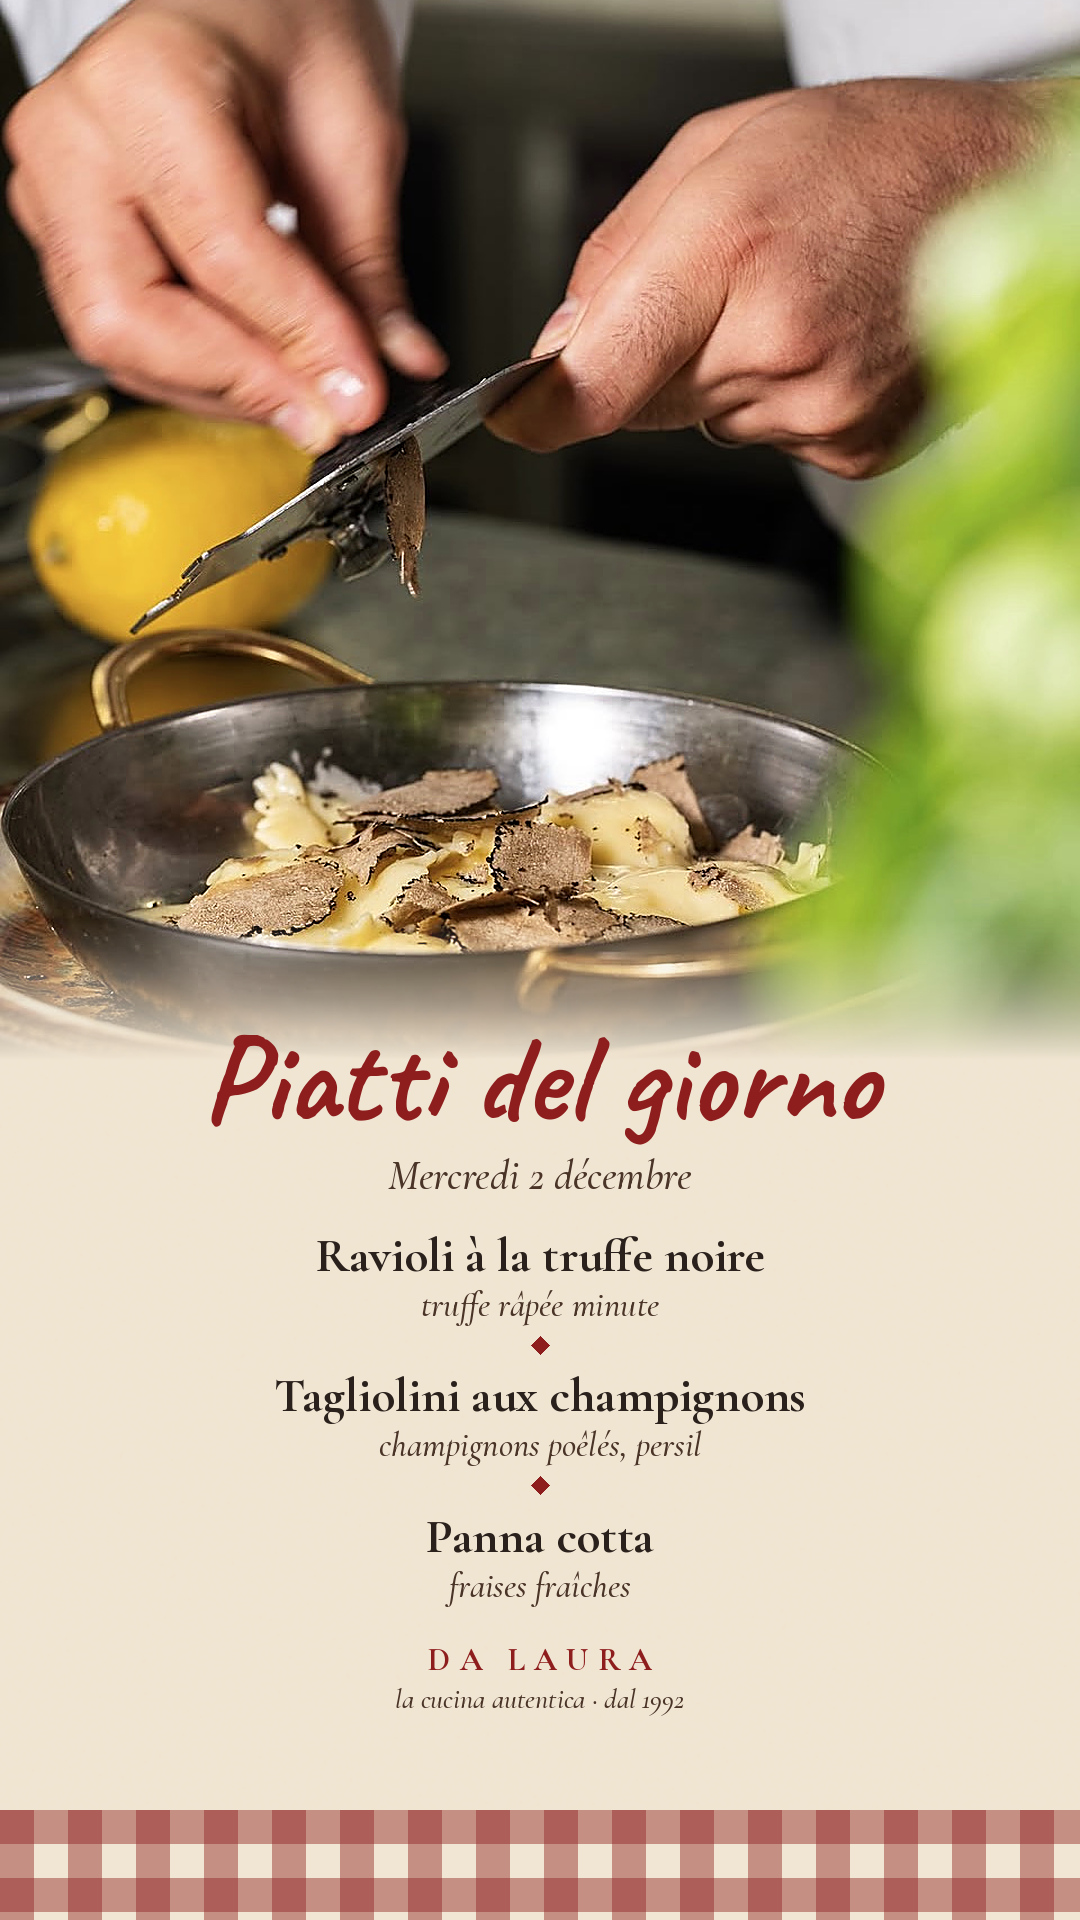 Piatti del giorno
Mercredi 2 décembre
Ravioli à la truffe noire
truffe râpée minute
Tagliolini aux champignons
champignons poêlés, persil
Panna cotta
fraises fraîches
DA LAURA
la cucina autentica · dal 1992